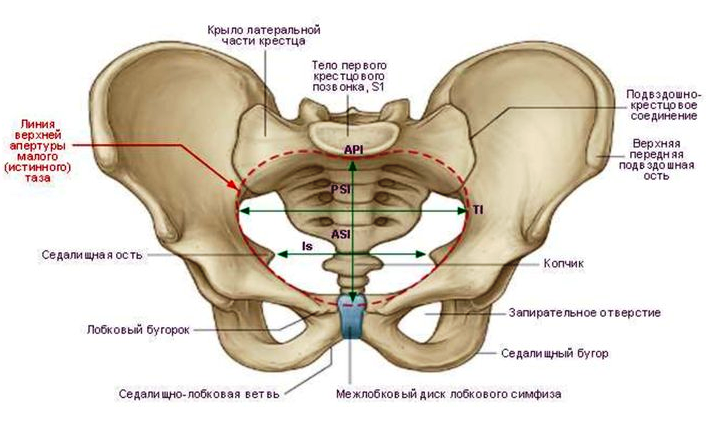 Крыло латеральной
части крестца
Тело первого
крестцового
позвонка, S1
Подвздошно-
крестцовое
соединение
Линия
верхней
апертуры
малого
(истинного)
таза
Верхняя
передняя
подвздошная
ость
API
PSI
TI
ASI
Is
Седалищная ость
Копчик
Лобковый бугорок
Запирательное отверстие
Седалищный бугор
Седалищно-лобковая ветвь
Межлобковый диск лобкового симфиза